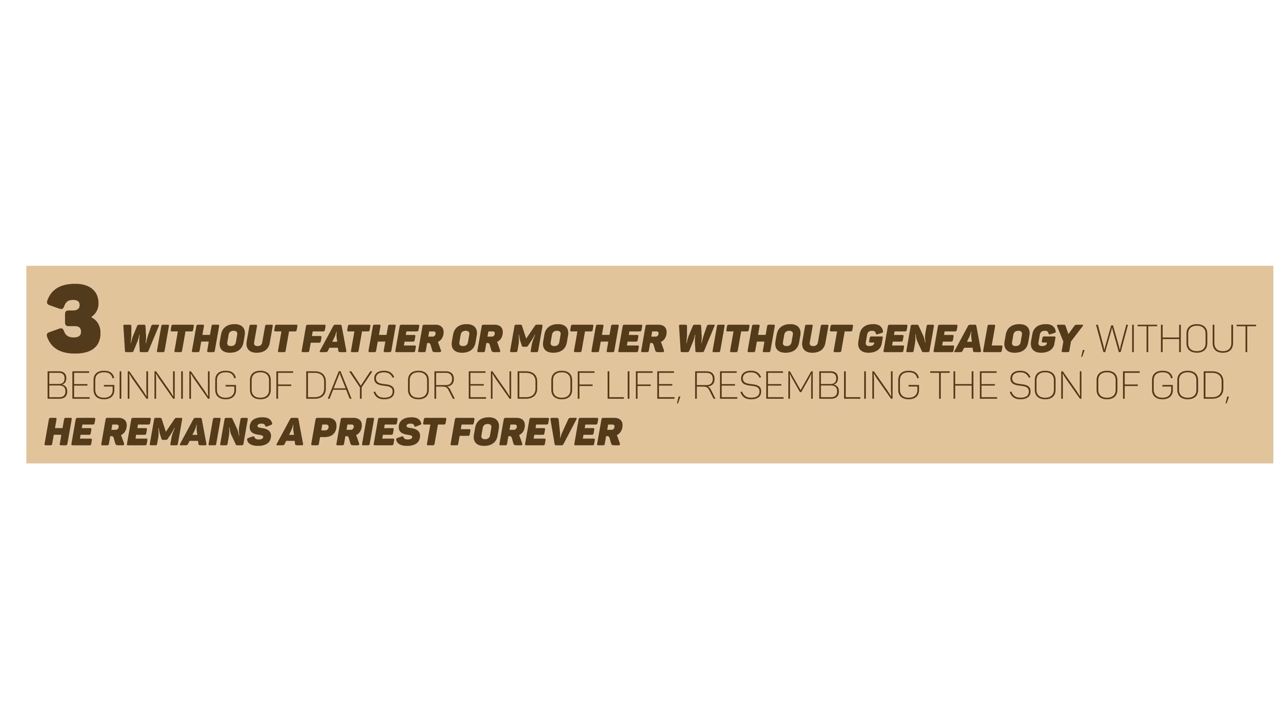 3 WITHOUT FATHER OR MOTHER WITHOUT GENEALOGY, WITHOUT
BEGINNING OF DAYS OR END OF LIFE, RESEMBLING THE SON OF GOD,
HE REMAINS A PRIEST FOREVER